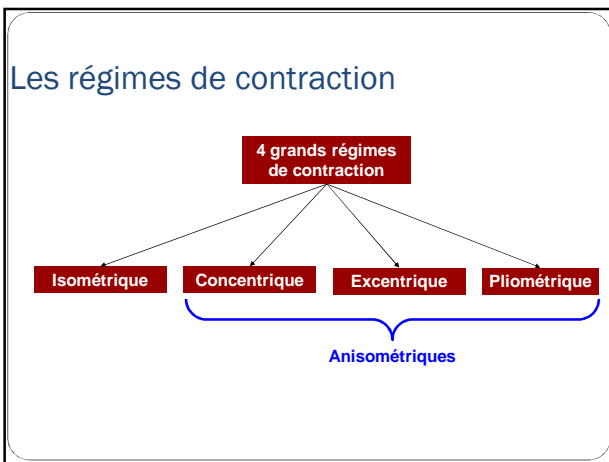 Les régimes de contraction
4 grands régimes
de contraction
Isométrique
Concentrique
Excentrique
Pliométrique
Anisométriques